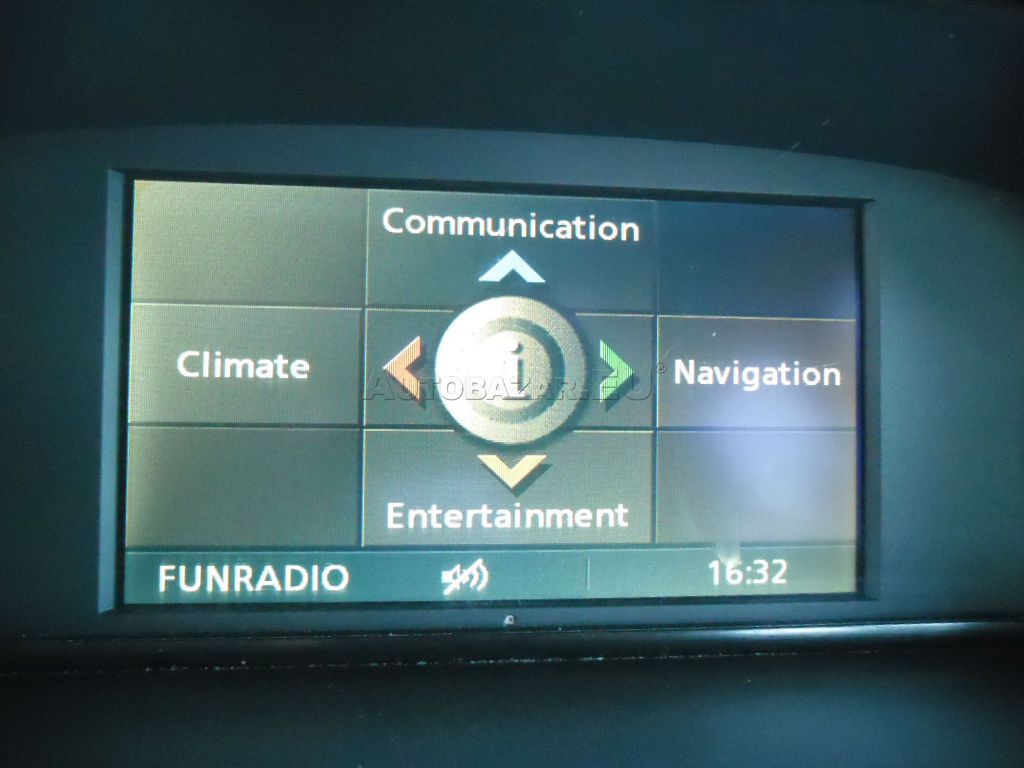 Communication
Climate
i
Navigation
AUTOBAZAR.EU®
Entertainment
FUNRADIO
16:32